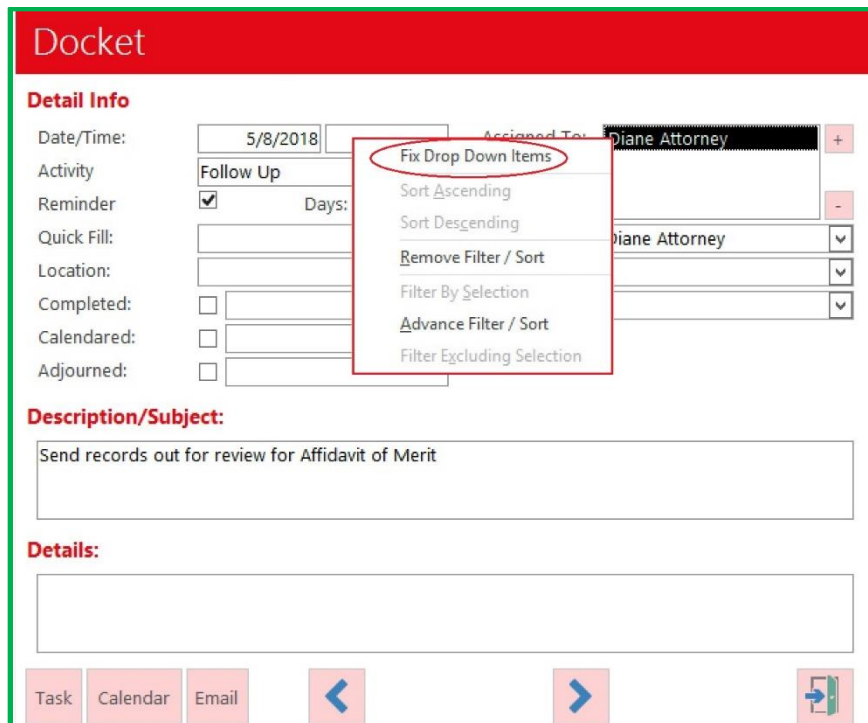 Docket
Detail Info
Date/Time: 5/8/2018 Assigned To: Diane Attorney +
Fix Drop Down Items
Activity Follow Up
Sort Ascending
Reminder Days: -
Sort Descending
Quick Fill: Diane Attorney
Remove Filter / Sort
Location:
Filter By Selection
Completed:
Advance Filter / Sort
Calendared:
Filter Excluding Selection
Adjourned:
Description/Subject:
Send records out for review for Affidavit of Merit
Details:
Task Calendar Email